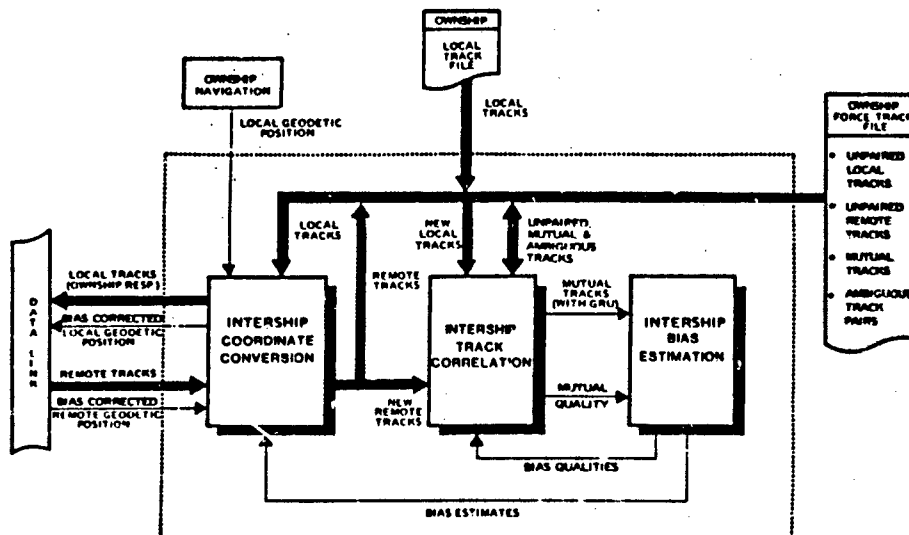 OWNSHIP
LOCAL
TRACK
FILE
OWNSHIP
NAVIGATION
LOCAL GEODETIC
POSITION
LOCAL
TRACKS
OWNSHIP
FORCE TRACK
FILE
• UNPAIRED
LOCAL
TRACKS
• UNPAIRED
REMOTE
TRACKS
• MUTUAL
TRACKS
• AMBIGUOUS
TRACK
PAIRS
LOCAL
TRACKS
REMOTE
TRACKS
NEW
LOCAL
TRACKS
UNPAIRED,
MUTUAL &
AMBIGUOUS
TRACKS
DATA LINK
LOCAL TRACKS
(OWNSHIP RESP)
BIAS CORRECTED
LOCAL GEODETIC
POSITION
REMOTE TRACKS
BIAS CORRECTED
REMOTE GEODETIC
POSITION
INTERSHIP
COORDINATE
CONVERSION
NEW
REMOTE
TRACKS
INTERSHIP
TRACK
CORRELATION
MUTUAL
TRACKS
(WITH GRU)
MUTUAL
QUALITY
INTERSHIP
BIAS
ESTIMATION
BIAS QUALITIES
BIAS ESTIMATES